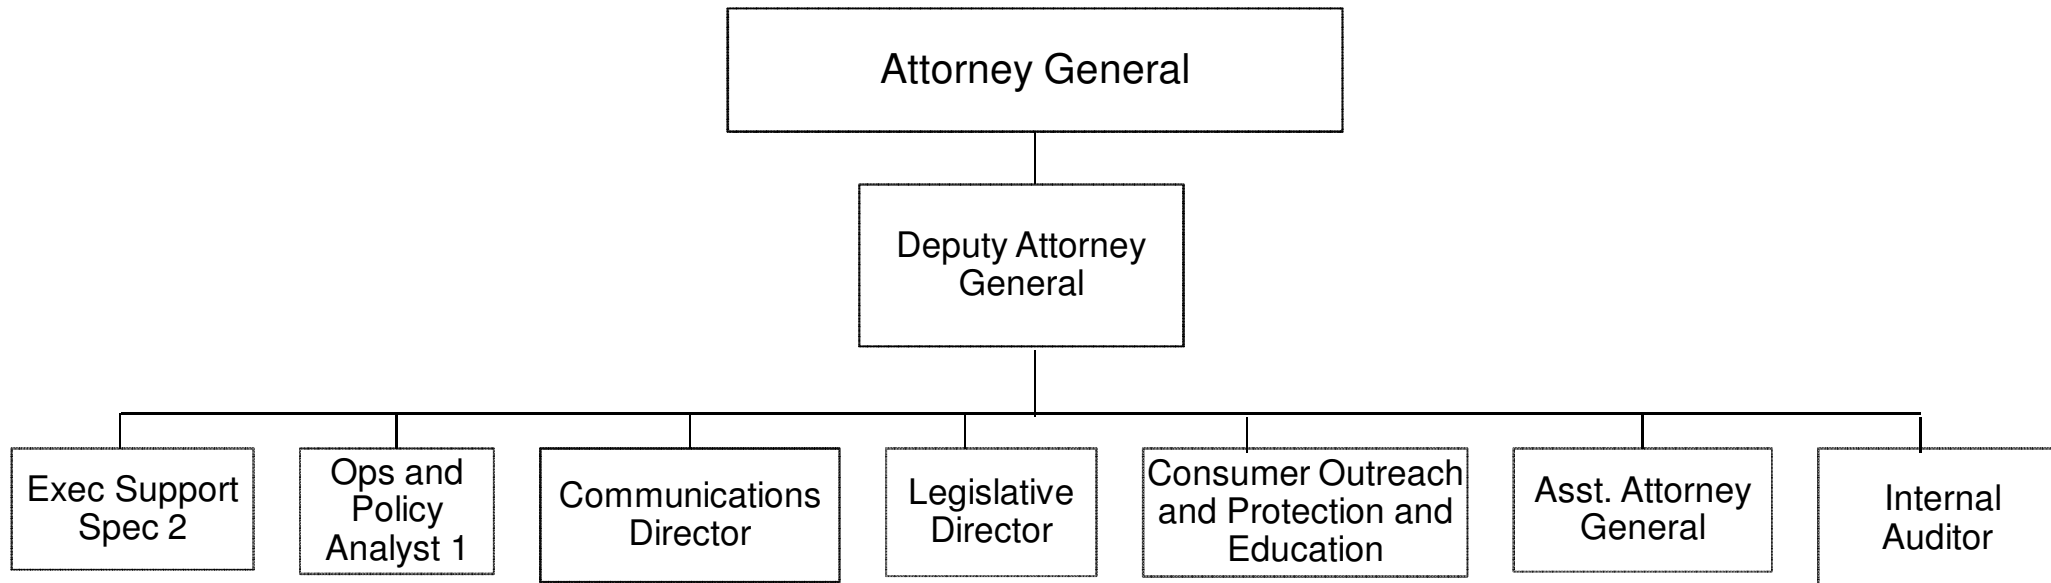 Attorney General
Deputy Attorney
General
Exec Support
Spec 2
Ops and
Policy
Analyst 1
Communications
Director
Legislative
Director
Consumer Outreach
and Protection and
Education
Asst. Attorney
General
Internal
Auditor